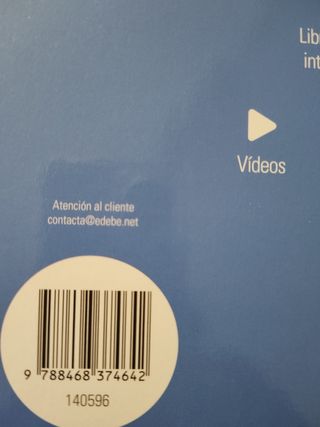 Vídeos
Atención al cliente
contacta@edebe.net
9 788468 374642
140596